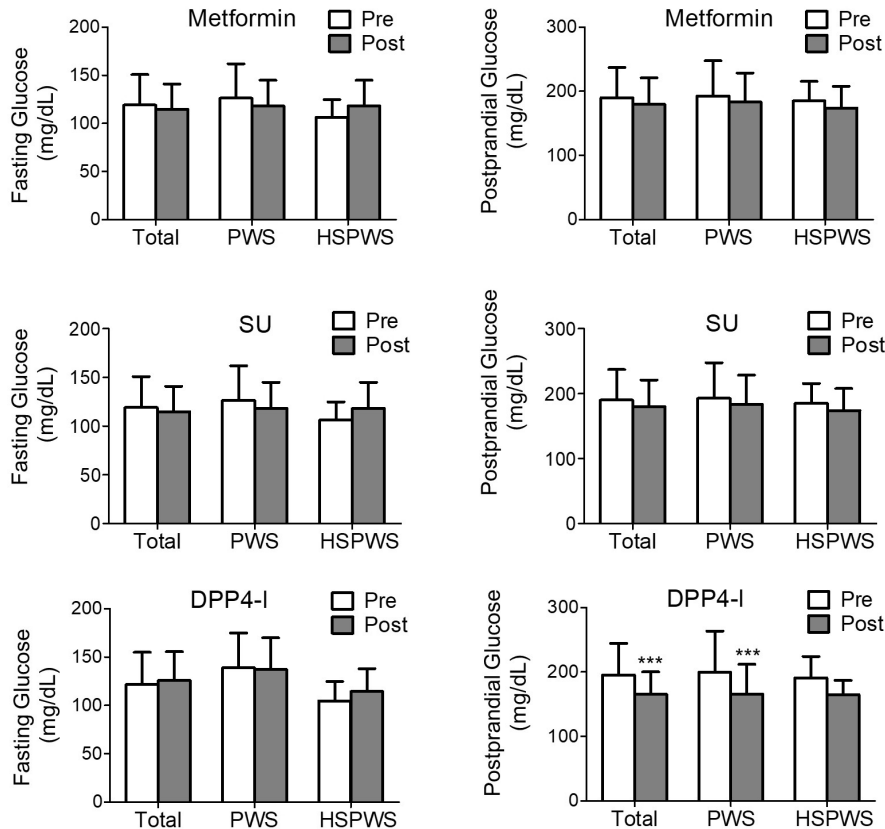 Metformin
Pre
Post
Fasting Glucose
(mg/dL)
200
150
100
50
0
Total PWS HSPWS
Metformin
Pre
Post
Postprandial Glucose
(mg/dL)
300
200
100
0
Total PWS HSPWS
SU
Pre
Post
Fasting Glucose
(mg/dL)
200
150
100
50
0
Total PWS HSPWS
SU
Pre
Post
Postprandial Glucose
(mg/dL)
300
200
100
0
Total PWS HSPWS
DPP4-I
Pre
Post
Fasting Glucose
(mg/dL)
200
150
100
50
0
Total PWS HSPWS
DPP4-I
Pre
Post
Postprandial Glucose
(mg/dL)
300
200
100
0
*** ***
Total PWS HSPWS